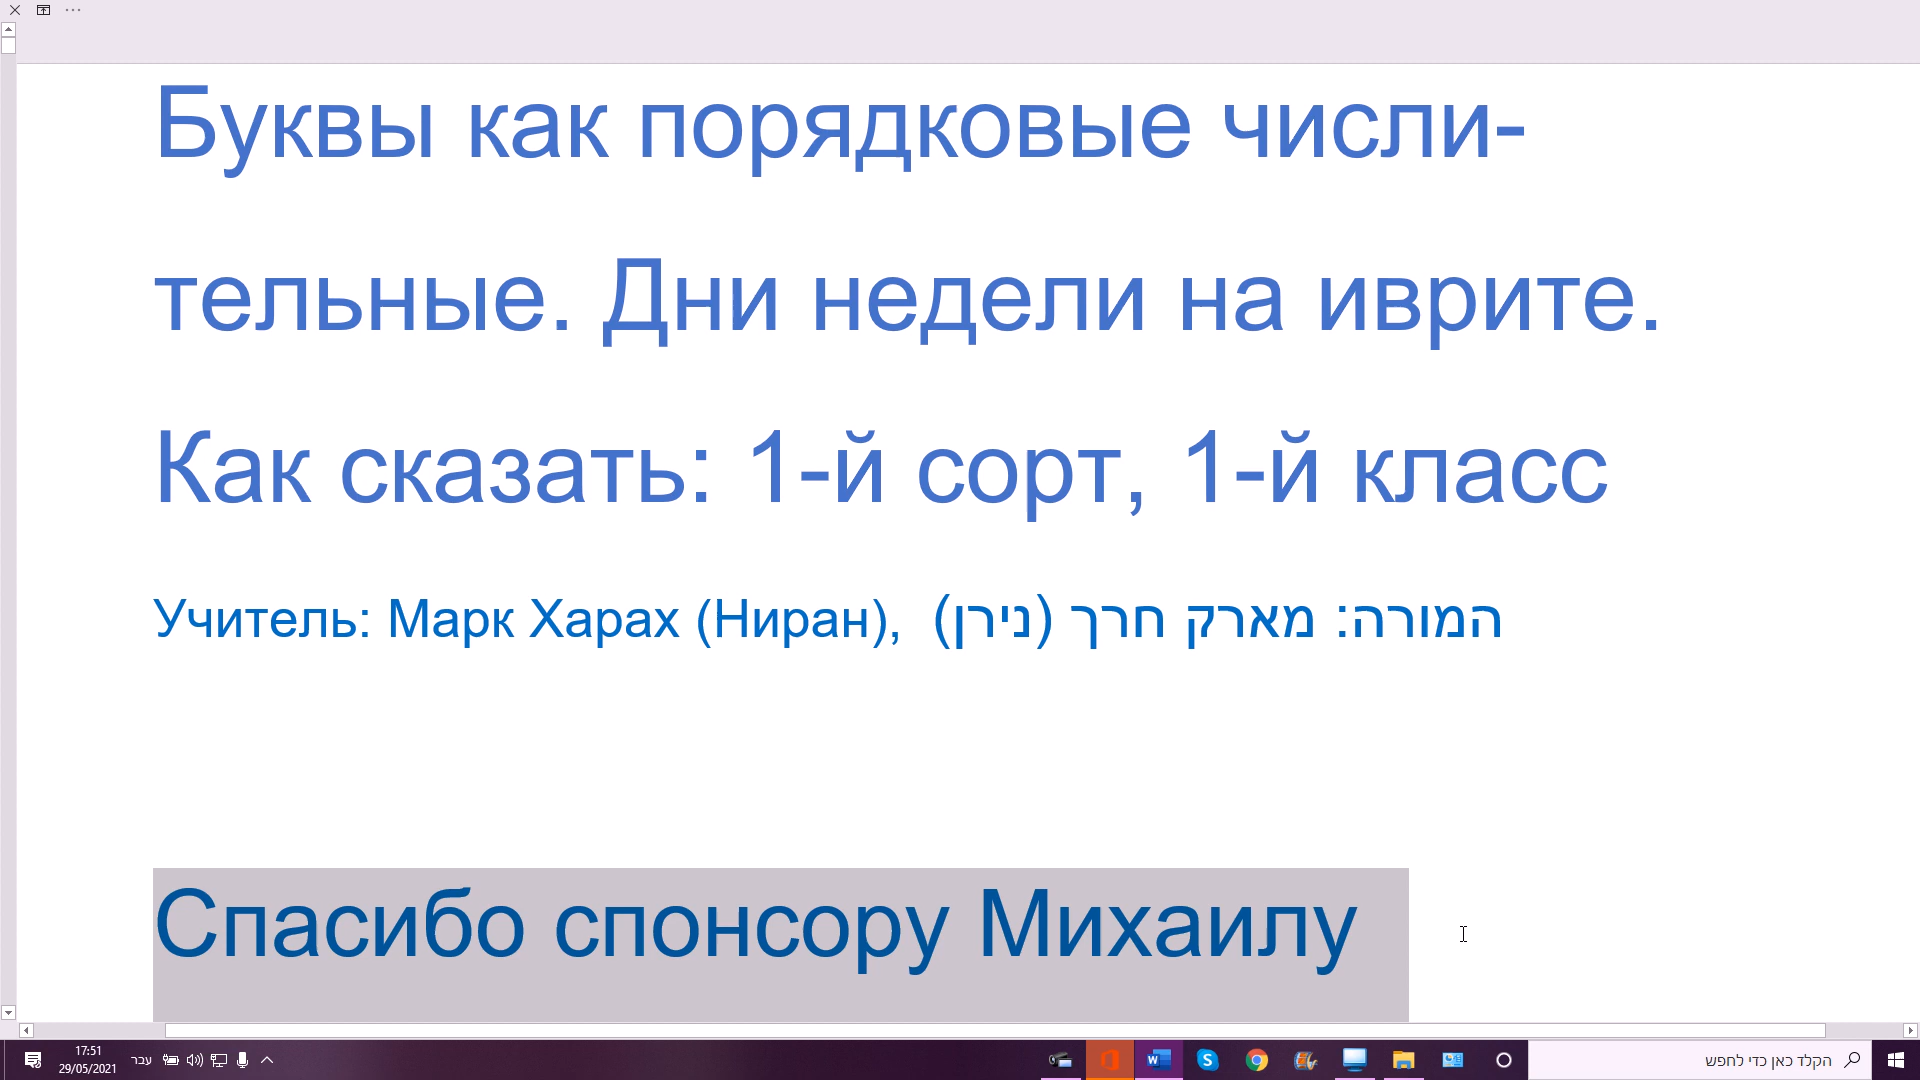 Буквы как порядковые числи-
тельные. Дни недели на иврите.
Как сказать: 1-й сорт, 1-й класс
Учитель: Марк Харах (Ниран), המורה: מארק חרך (נירן)
Спасибо спонсору Михаилу
17:51
29/05/2021
עבר
הקלד כאן כדי לחפש